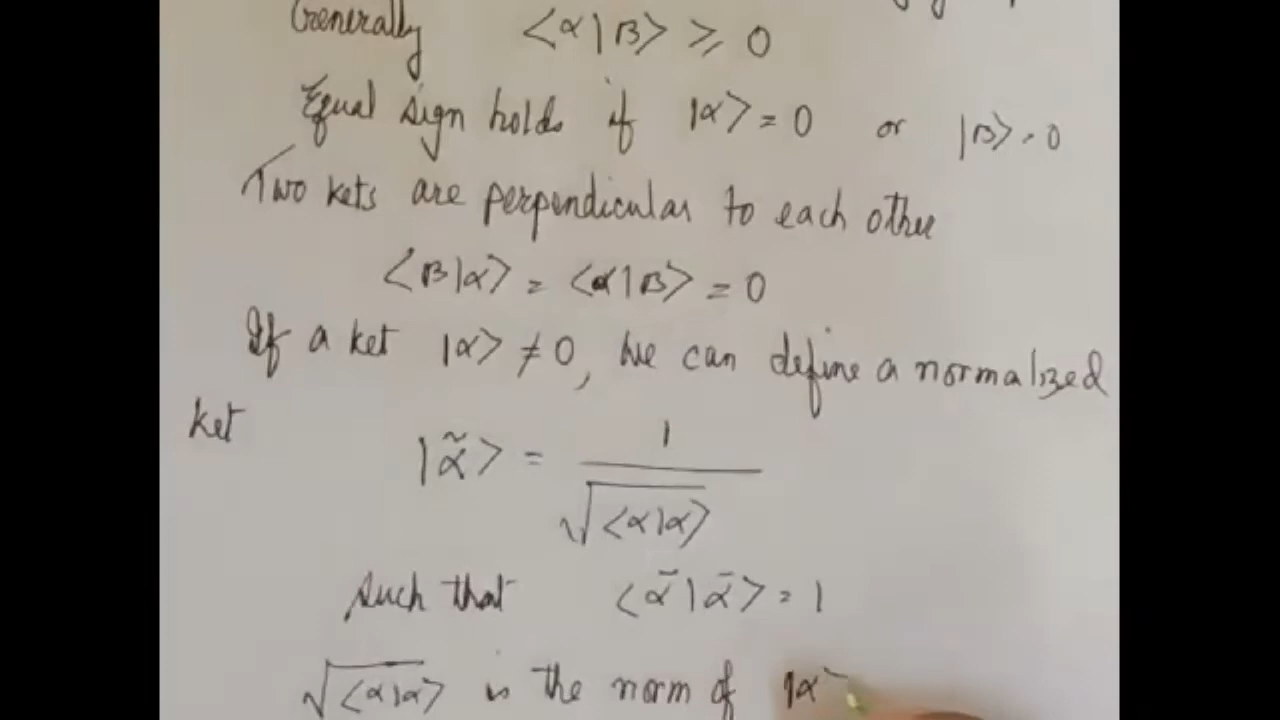 Generally <α|β> ≥ 0
Equal sign holds if |α> = 0 or |β> = 0
Two kets are perpendicular to each other
<β|α> = <α|β> = 0
If a ket |α> ≠ 0, we can define a normalized
ket
|α̃> = 1 / √<α|α>
such that <α̃|α̃> = 1
√<α|α> is the norm of |α>